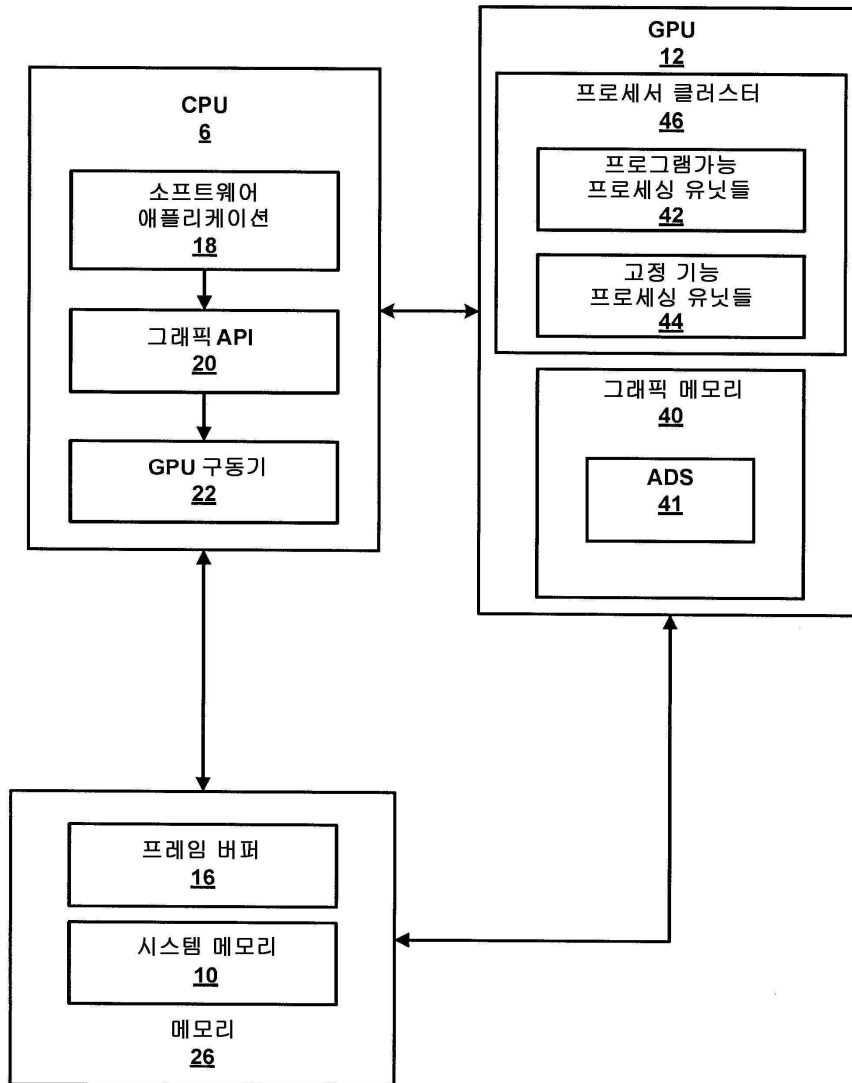 CPU
6
소프트웨어
애플리케이션
18
그래픽 API
20
GPU 구동기
22
GPU
12
프로세서 클러스터
46
프로그램가능
프로세싱 유닛들
42
고정 기능
프로세싱 유닛들
44
그래픽 메모리
40
ADS
41
프레임 버퍼
16
시스템 메모리
10
메모리
26